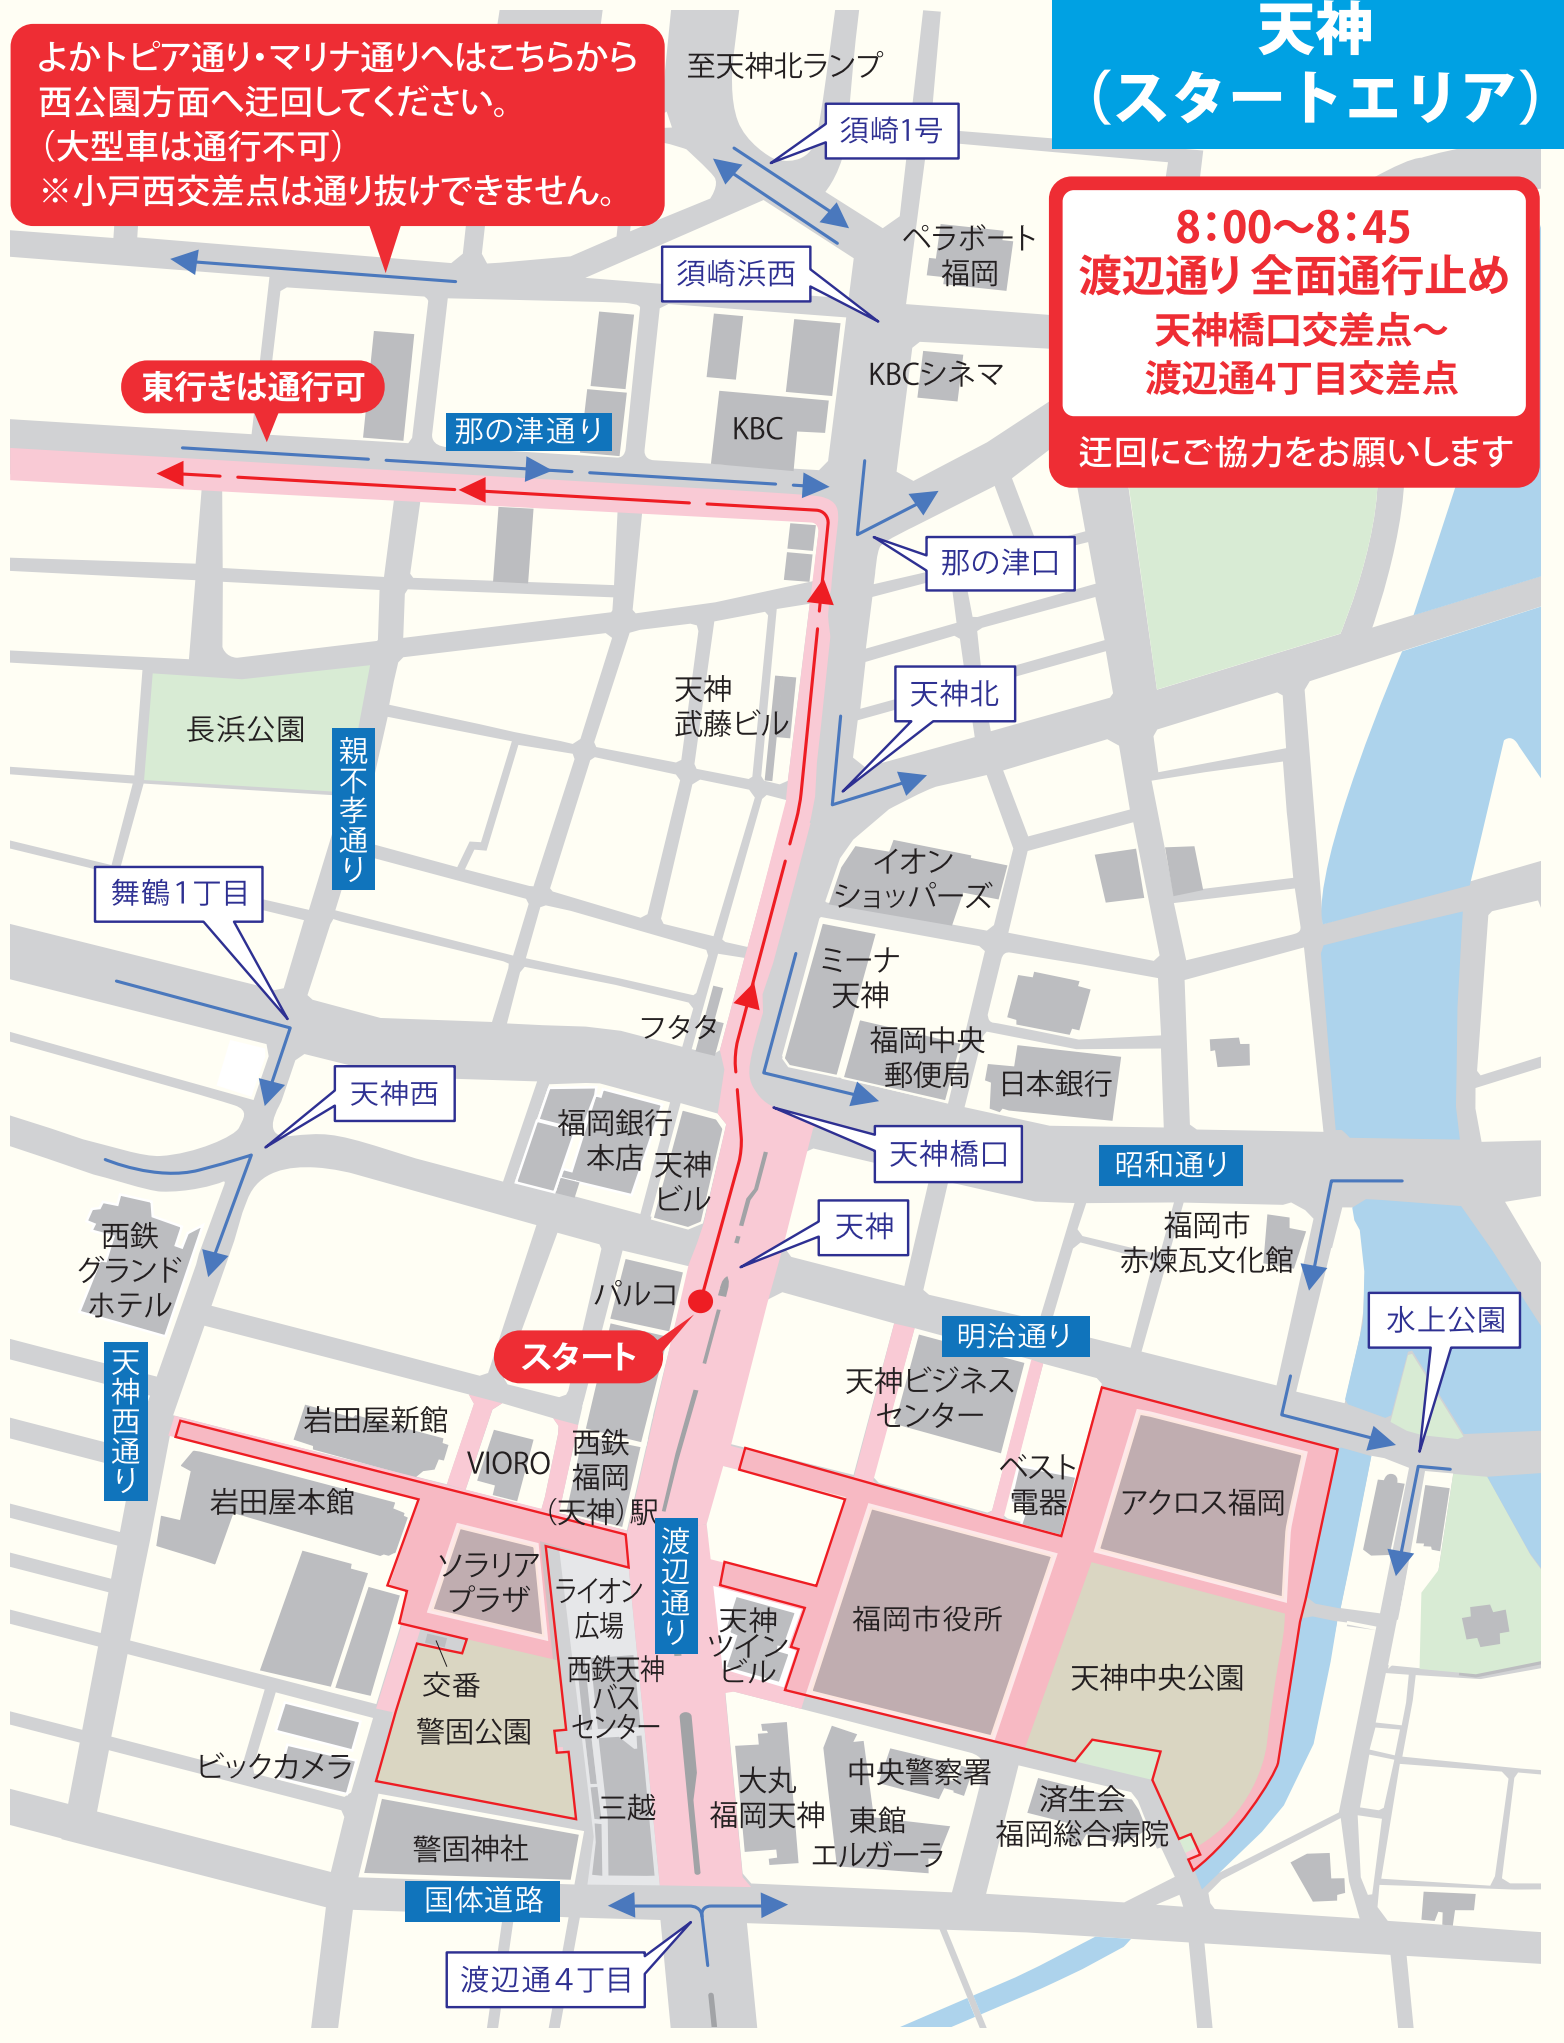 天神
（スタートエリア）
よかトピア通り・マリナ通りへはこちらから
西公園方面へ迂回してください。
（大型車は通行不可）
※小戸西交差点は通り抜けできません。
至天神北ランプ
須崎1号
8：00〜8：45
渡辺通り 全面通行止め
天神橋口交差点〜
渡辺通4丁目交差点
迂回にご協力をお願いします
ペラボート
福岡
須崎浜西
KBCシネマ
東行きは通行可
那の津通り
KBC
那の津口
天神
武藤ビル
天神北
長浜公園
親不孝通り
イオン
ショッパーズ
舞鶴1丁目
ミーナ
天神
フタタ
福岡中央
郵便局
日本銀行
天神西
福岡銀行
本店
天神
ビル
天神橋口
昭和通り
天神
福岡市
赤煉瓦文化館
西鉄
グランド
ホテル
パルコ
スタート
水上公園
明治通り
天神ビジネス
センター
天神西通り
岩田屋新館
VIORO
西鉄
福岡
（天神）駅
ベスト
電器
アクロス福岡
岩田屋本館
渡辺通り
ソラリア
プラザ
ライオン
広場
天神
ツイン
ビル
福岡市役所
天神中央公園
交番
西鉄天神
バス
センター
警固公園
ビックカメラ
三越
大丸
福岡天神
中央警察署
東館
エルガーラ
済生会
福岡総合病院
警固神社
国体道路
渡辺通4丁目